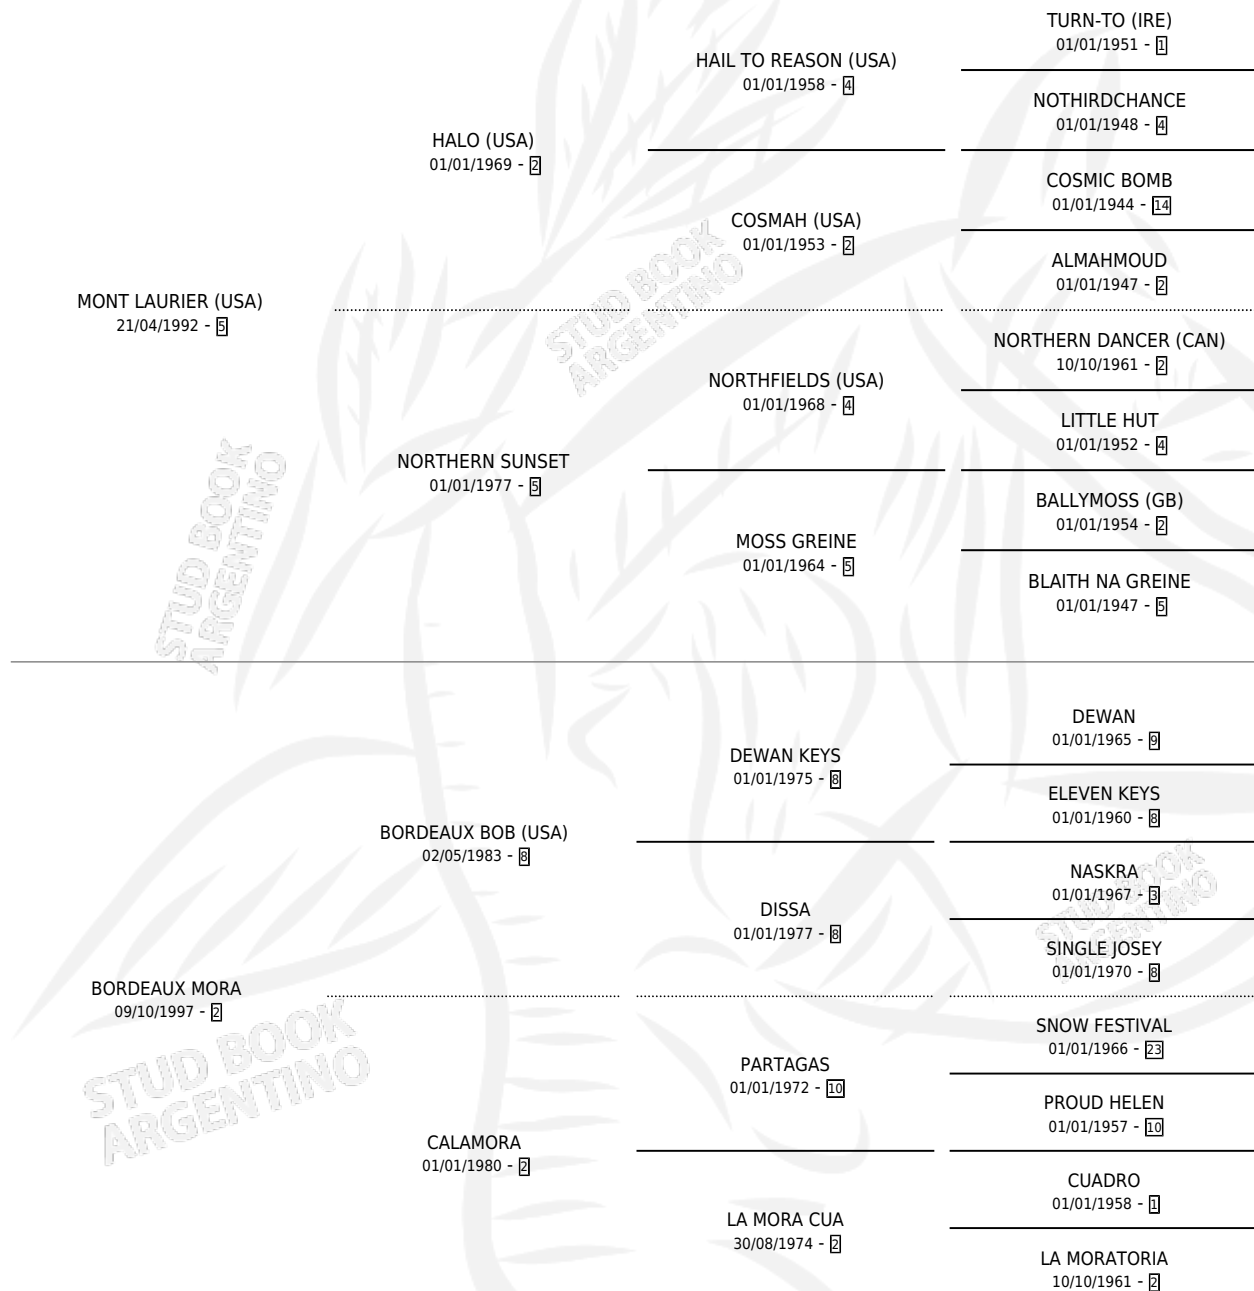 TURN-TO (IRE)
01/01/1951 - 1
HAIL TO REASON (USA)
01/01/1958 - 4
NOTHIRDCHANCE
01/01/1948 - 4
HALO (USA)
01/01/1969 - 2
COSMIC BOMB
01/01/1944 - 14
COSMAH (USA)
01/01/1953 - 2
ALMAHMOUD
01/01/1947 - 2
MONT LAURIER (USA)
21/04/1992 - 5
NORTHERN DANCER (CAN)
10/10/1961 - 2
NORTHFIELDS (USA)
01/01/1968 - 4
LITTLE HUT
01/01/1952 - 4
NORTHERN SUNSET
01/01/1977 - 5
BALLYMOSS (GB)
01/01/1954 - 2
MOSS GREINE
01/01/1964 - 5
BLAITH NA GREINE
01/01/1947 - 5
DEWAN
01/01/1965 - 9
DEWAN KEYS
01/01/1975 - 8
ELEVEN KEYS
01/01/1960 - 8
BORDEAUX BOB (USA)
02/05/1983 - 8
NASKRA
01/01/1967 - 3
DISSA
01/01/1977 - 8
SINGLE JOSEY
01/01/1970 - 8
BORDEAUX MORA
09/10/1997 - 2
SNOW FESTIVAL
01/01/1966 - 23
PARTAGAS
01/01/1972 - 10
PROUD HELEN
01/01/1957 - 10
CALAMORA
01/01/1980 - 2
CUADRO
01/01/1958 - 1
LA MORA CUA
30/08/1974 - 2
LA MORATORIA
10/10/1961 - 2
STUD BOOK
ARGENTINO
STUD BOOK
ARGENTINO
STUD BOOK
ARGENTINO
STUD BOOK
ARGENTINO